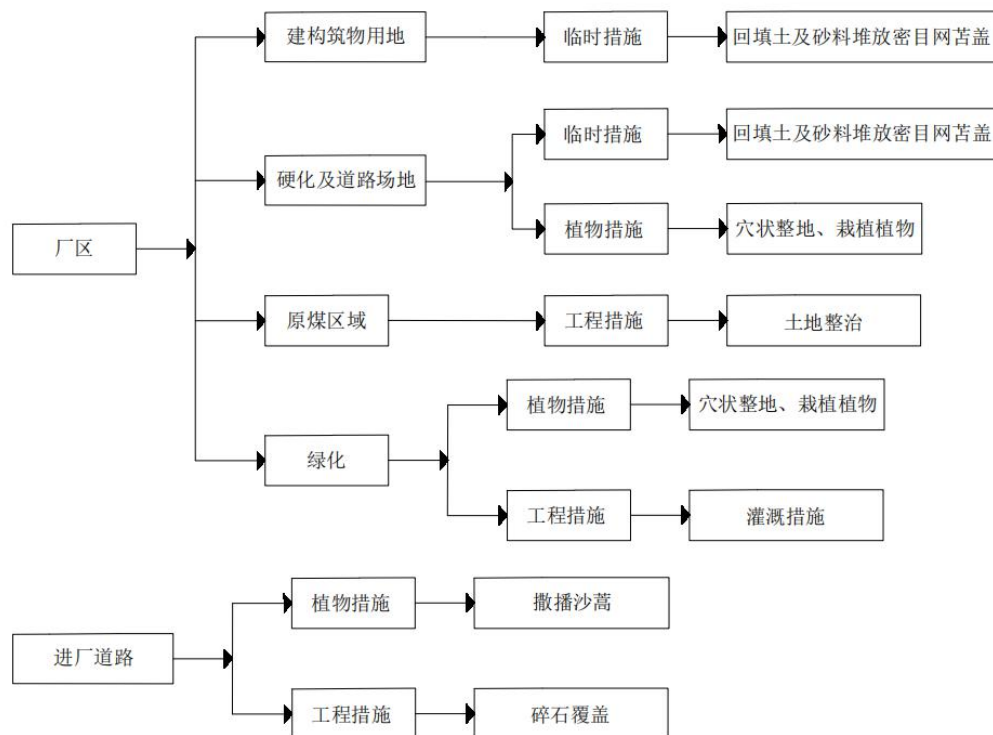 建构筑物用地
临时措施
回填土及砂料堆放密目网苫盖
临时措施
回填土及砂料堆放密目网苫盖
硬化及道路场地
植物措施
穴状整地、栽植植物
厂区
原煤区域
工程措施
土地整治
植物措施
穴状整地、栽植植物
绿化
工程措施
灌溉措施
植物措施
撒播沙蒿
进厂道路
工程措施
碎石覆盖